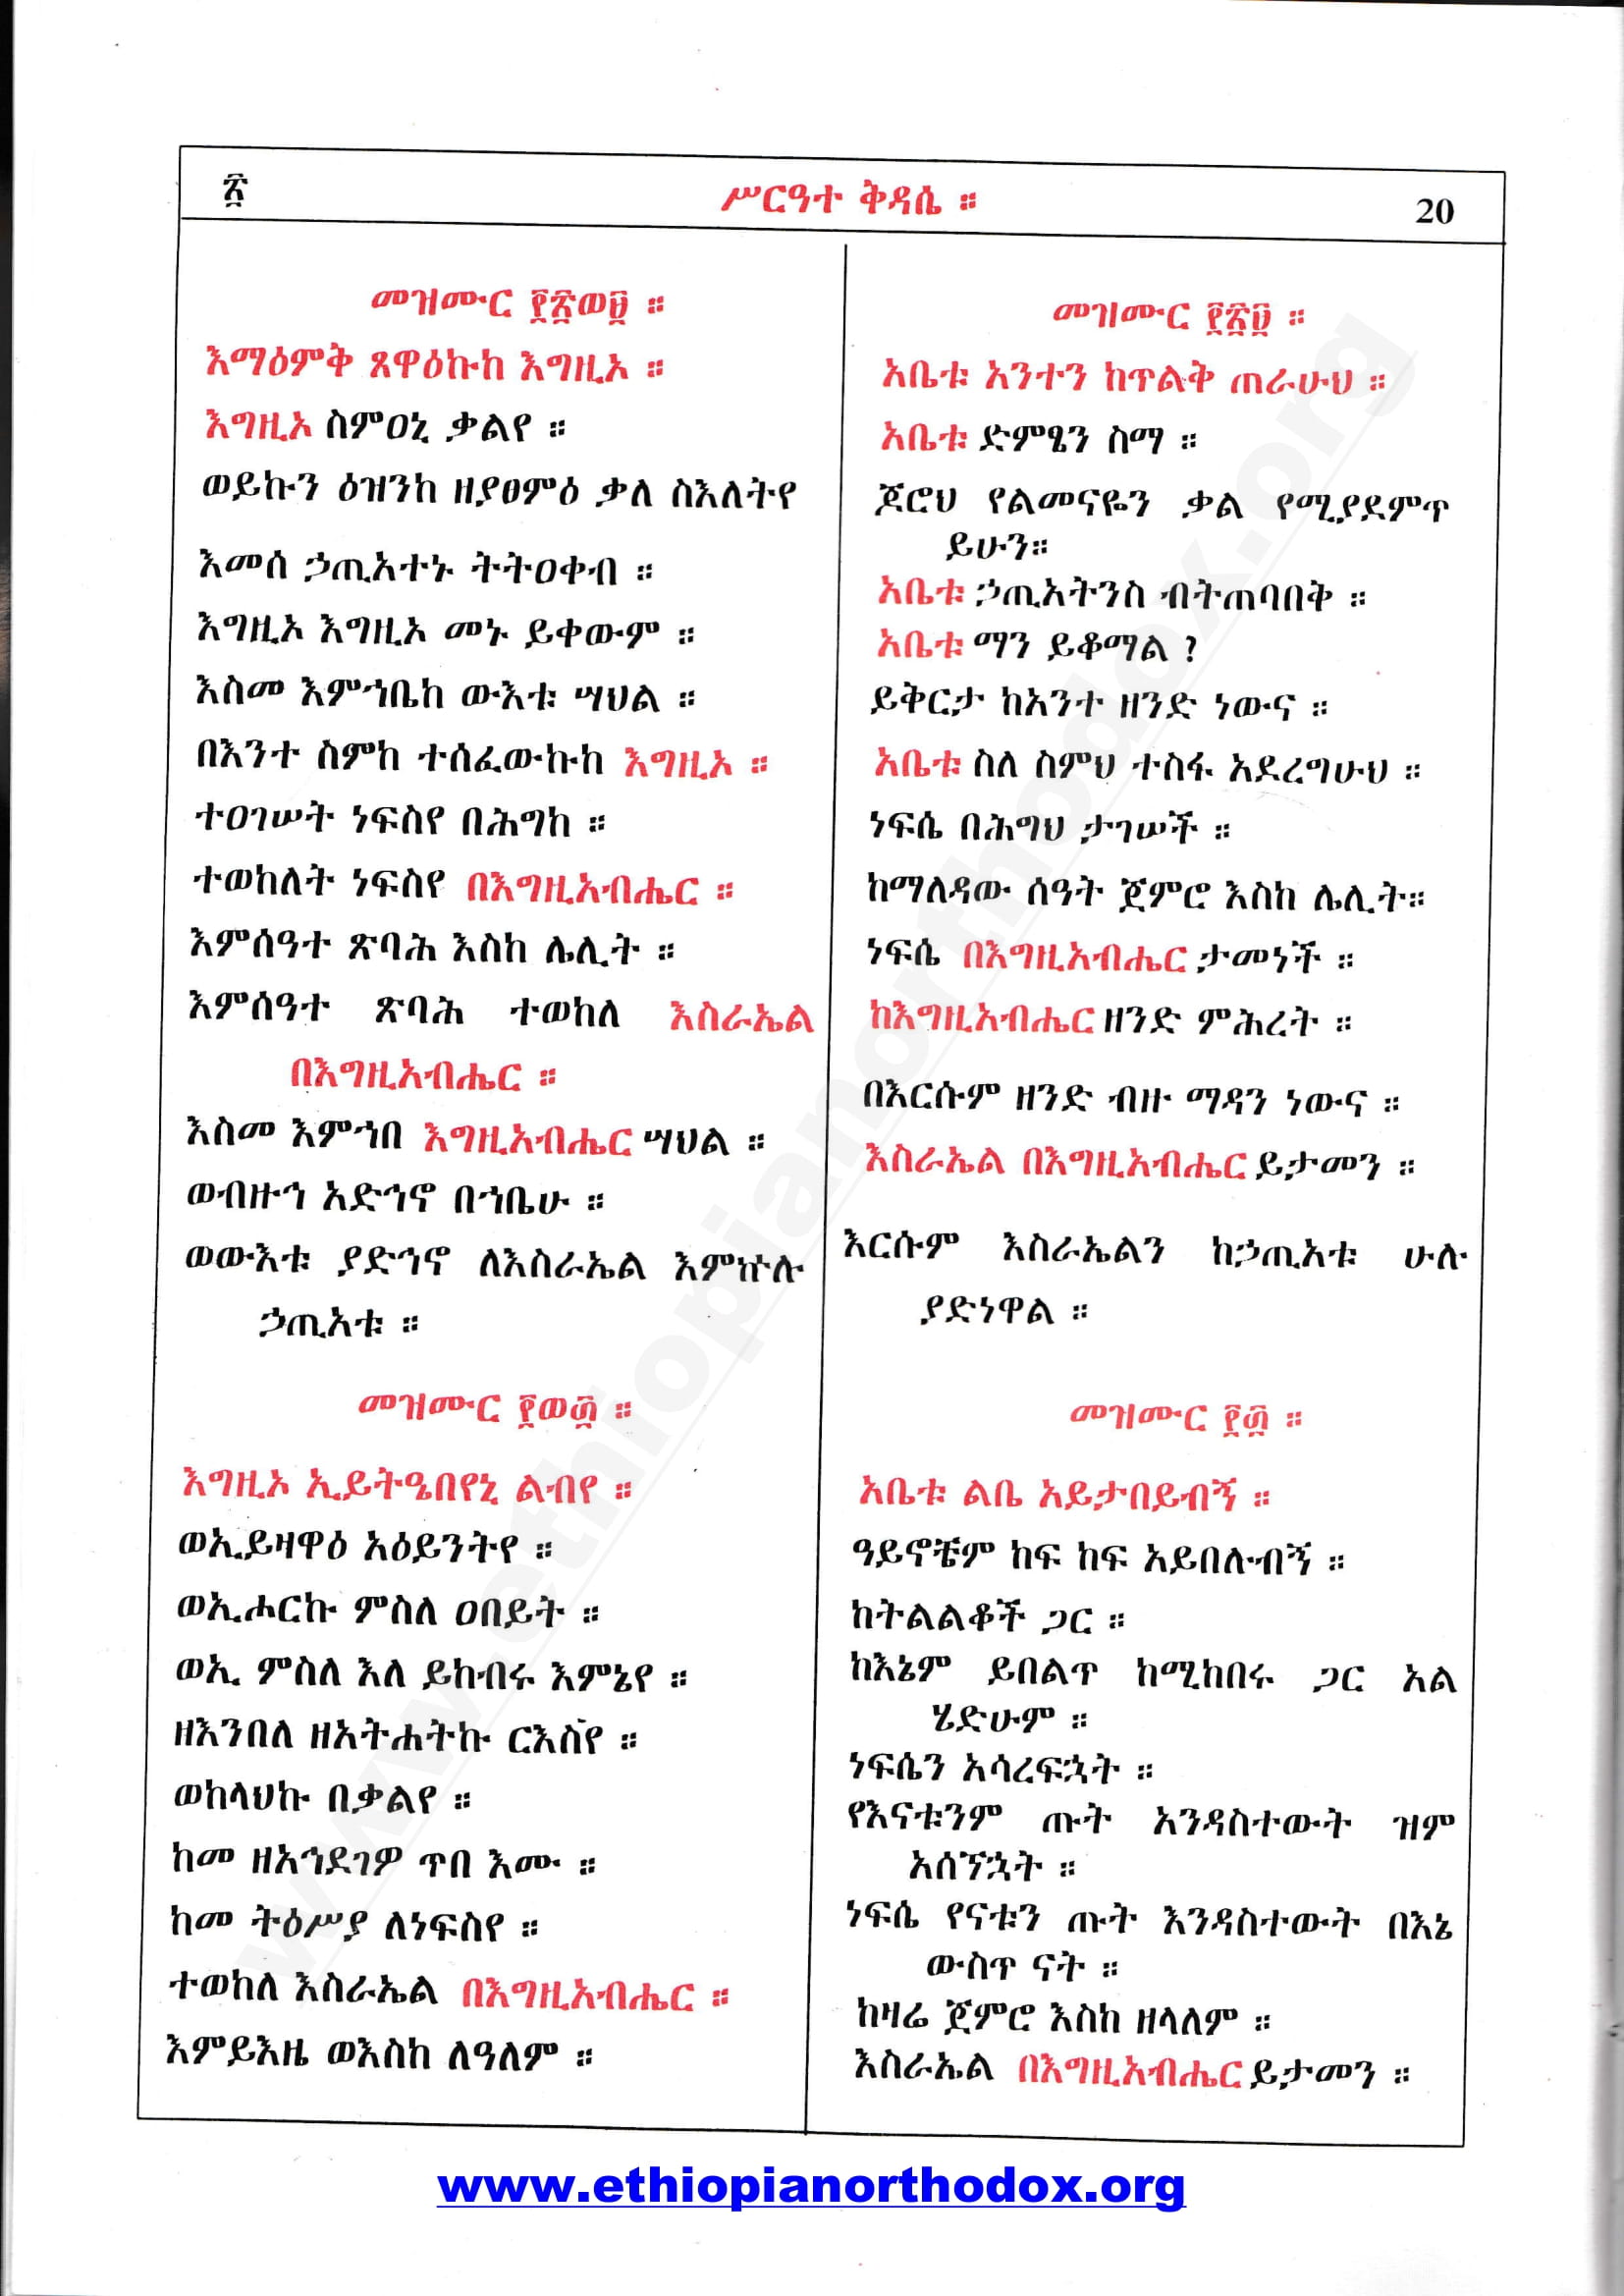 ፳
ሥርዓተ ቅዳሴ ።
20
መዝሙር ፻፳ወ፱ ።
እማዕምቅ ጸዋዕኩከ እግዚኦ ።
እግዚኦ ስምዐኒ ቃልየ ።
ወይኩን ዕዝንከ ዘያፀምዕ ቃለ ስእለትየ
እመሰ ኃጢአተኑ ትትዐቀብ ።
እግዚኦ እግዚኦ መኑ ይቀውም ።
እስመ እምኀቤከ ውእቱ ሣህል ።
በእንተ ስምከ ተሰፈውኩከ እግዚኦ ።
ተዐገሠት ነፍስየ በሕግከ ።
ተወከለት ነፍስየ በእግዚአብሔር ።
እምሰዓተ ጽባሕ እስከ ሌሊት ።
እምሰዓተ ጽባሕ ተወከለ እስራኤል
በእግዚአብሔር ።
እስመ እምኀበ እግዚአብሔር ሣህል ።
ወብዙኅ አድኅኖ በኀቤሁ ።
ወውእቱ ያድኅኖ ለእስራኤል እምኵሉ
ኃጢአቱ ።
መዝሙር ፻ወ፴ ።
እግዚኦ ኢይትዔበየኒ ልብየ ።
ወኢይዛዋዕ አዕይንትየ ።
ወኢሖርኩ ምስለ ዐበይት ።
ወኢ ምስለ እለ ይከብሩ እምኔየ ።
ዘእንበለ ዘአትሐትኩ ርእስየ ።
ወከላህኩ በቃልየ ።
ከመ ዘአኅደገዎ ጥበ እሙ ።
ከመ ትዕሥያ ለነፍስየ ።
ተወከለ እስራኤል በእግዚአብሔር ።
እምይእዜ ወእስከ ለዓለም ።
መዝሙር ፻፳፱ ።
አቤቱ አንተን ከጥልቅ ጠራሁህ ።
አቤቱ ድምፄን ስማ ።
ጆሮህ የልመናዬን ቃል የሚያደምጥ
ይሁን።
አቤቱ ኃጢአትንስ ብትጠባበቅ ።
አቤቱ ማን ይቆማል ?
ይቅርታ ከአንተ ዘንድ ነውና ።
አቤቱ ስለ ስምህ ተስፋ አደረግሁህ ።
ነፍሴ በሕግህ ታገሠች ።
ከማለዳው ሰዓት ጀምሮ እስከ ሌሊት።
ነፍሴ በእግዚአብሔር ታመነች ።
ከእግዚአብሔር ዘንድ ምሕረት ።
በእርሱም ዘንድ ብዙ ማዳን ነውና ።
እስራኤል በእግዚአብሔር ይታመን ።
እርሱም እስራኤልን ከኃጢአቱ ሁሉ
ያድነዋል ።
መዝሙር ፻፴ ።
አቤቱ ልቤ አይታበይብኝ ።
ዓይኖቼም ከፍ ከፍ አይበሉብኝ ።
ከትልልቆች ጋር ።
ከእኔም ይበልጥ ከሚከበሩ ጋር አል
ሄድሁም ።
ነፍሴን አሳረፍኋት ።
የእናቱንም ጡት አንዳስተውት ዝም
አሰኘኋት ።
ነፍሴ የናቱን ጡት እንዳስተውት በእኔ
ውስጥ ናት ።
ከዛሬ ጀምሮ እስከ ዘላለም ።
እስራኤል በእግዚአብሔር ይታመን ።
www.ethiopianorthodox.org
www.ethiopianorthodox.org